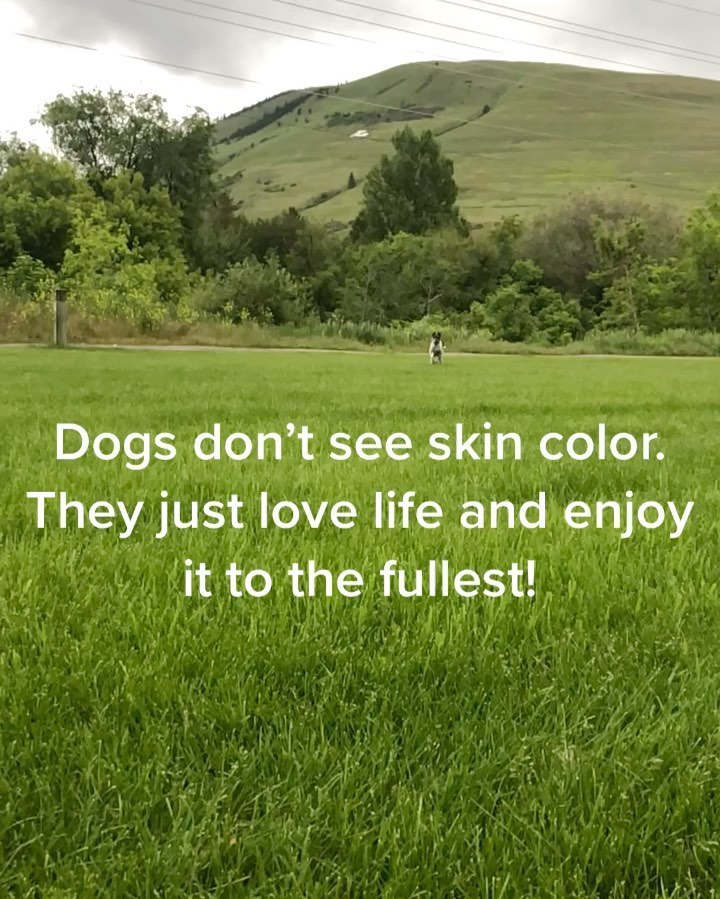 Dogs don’t see skin color.
They just love life and enjoy
it to the fullest!